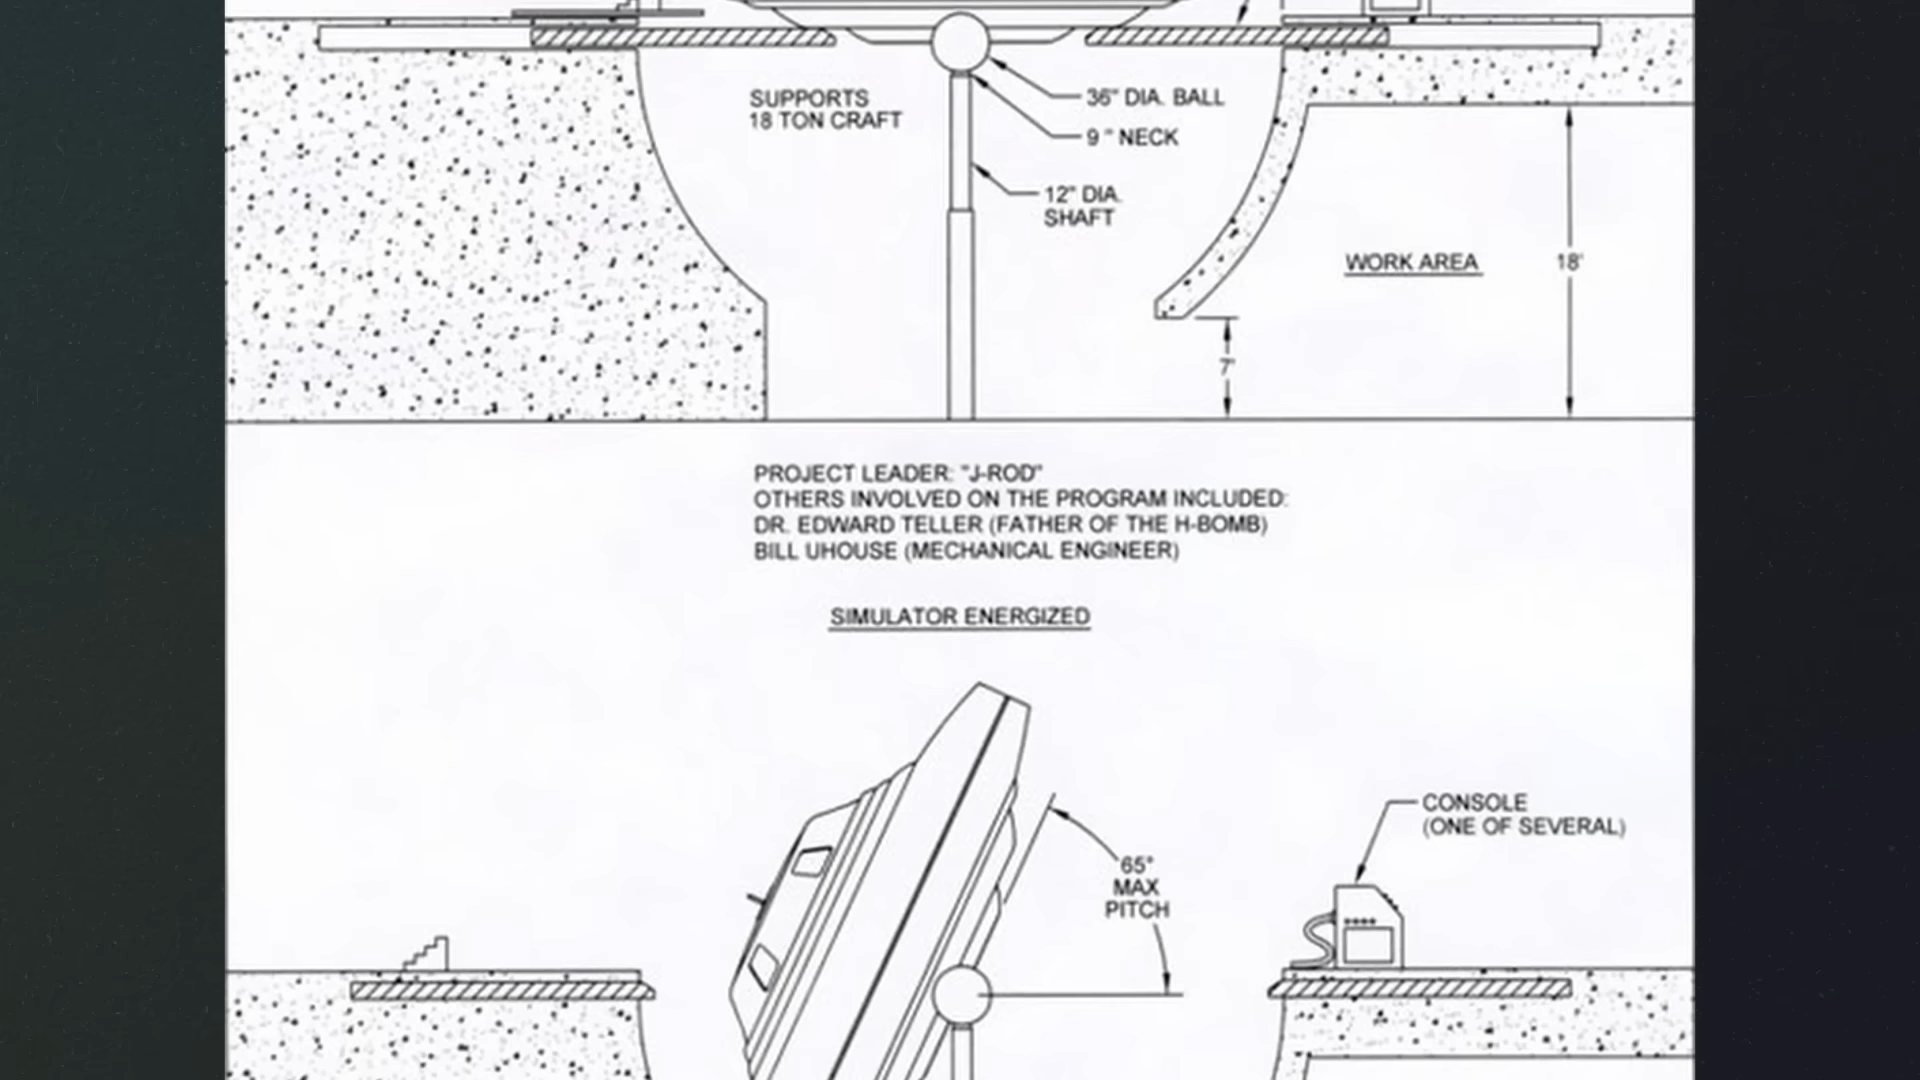 SUPPORTS
18 TON CRAFT
36" DIA. BALL
9 " NECK
12" DIA.
SHAFT
WORK AREA
18'
7'
PROJECT LEADER: "J-ROD"
OTHERS INVOLVED ON THE PROGRAM INCLUDED:
DR. EDWARD TELLER (FATHER OF THE H-BOMB)
BILL UHOUSE (MECHANICAL ENGINEER)
SIMULATOR ENERGIZED
CONSOLE
(ONE OF SEVERAL)
65°
MAX
PITCH